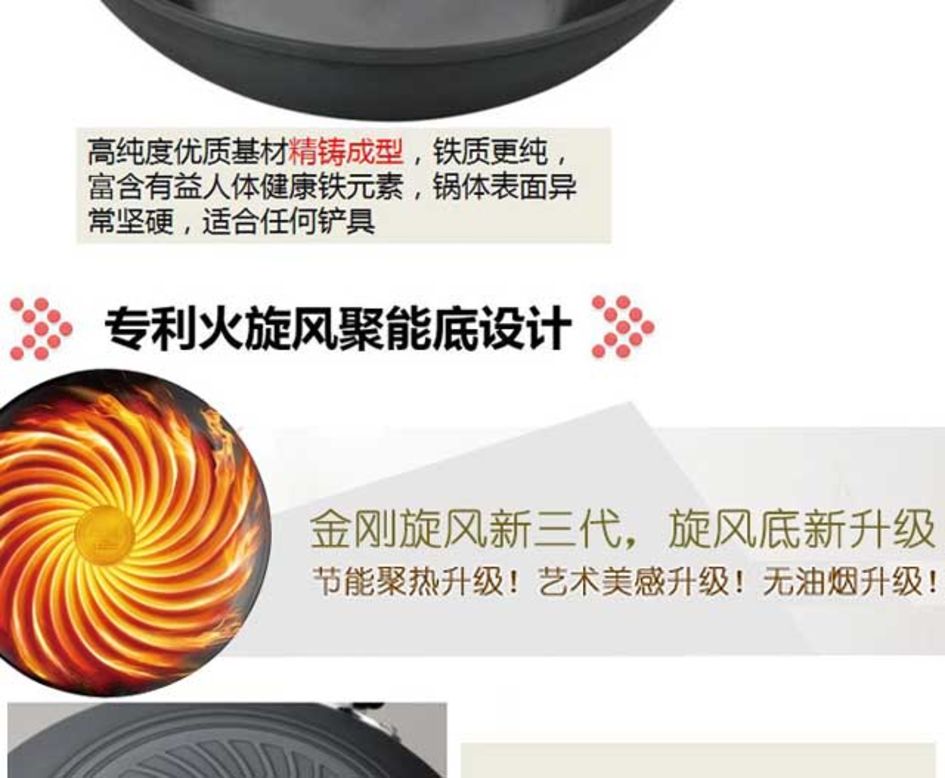 高纯度优质基材精铸成型，铁质更纯，
富含有益人体健康铁元素，锅体表面异
常坚硬，适合任何铲具
专利火旋风聚能底设计
金刚旋风新三代，旋风底新升级
节能聚热升级！艺术美感升级！无油烟升级！